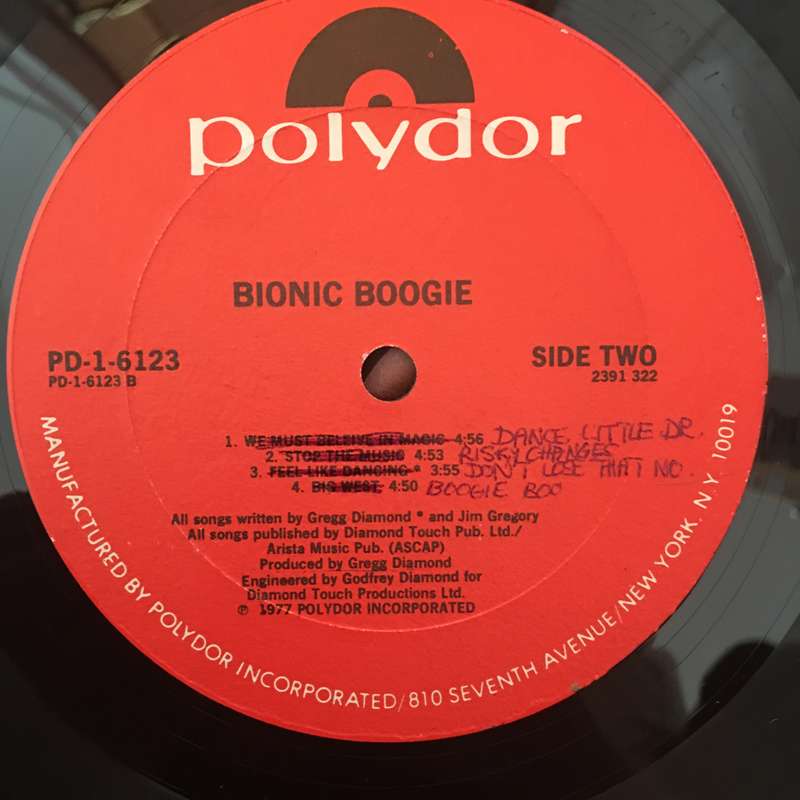 polydor
BIONIC BOOGIE
PD-1-6123
PD-1-6123 B
SIDE TWO
2391 322
1. WE MUST BELEIVE IN MAGIC 4:56 DANCE, LITTLE DR.
2. *STOP THE MUSIC 4:53 RISKY CHANGES
3. FEEL LIKE DANCING * 3:55 DON'T LOSE THAT NO.
4. BIG WEST 4:50 BOOGIE BOO
All songs written by Gregg Diamond * and Jim Gregory
All songs published by Diamond Touch Pub. Ltd./
Arista Music Pub. (ASCAP)
Produced by Gregg Diamond
Engineered by Godfrey Diamond for
Diamond Touch Productions Ltd.
℗ 1977 POLYDOR INCORPORATED
MANUFACTURED BY POLYDOR INCORPORATED/810 SEVENTH AVENUE/NEW YORK, N.Y. 10019